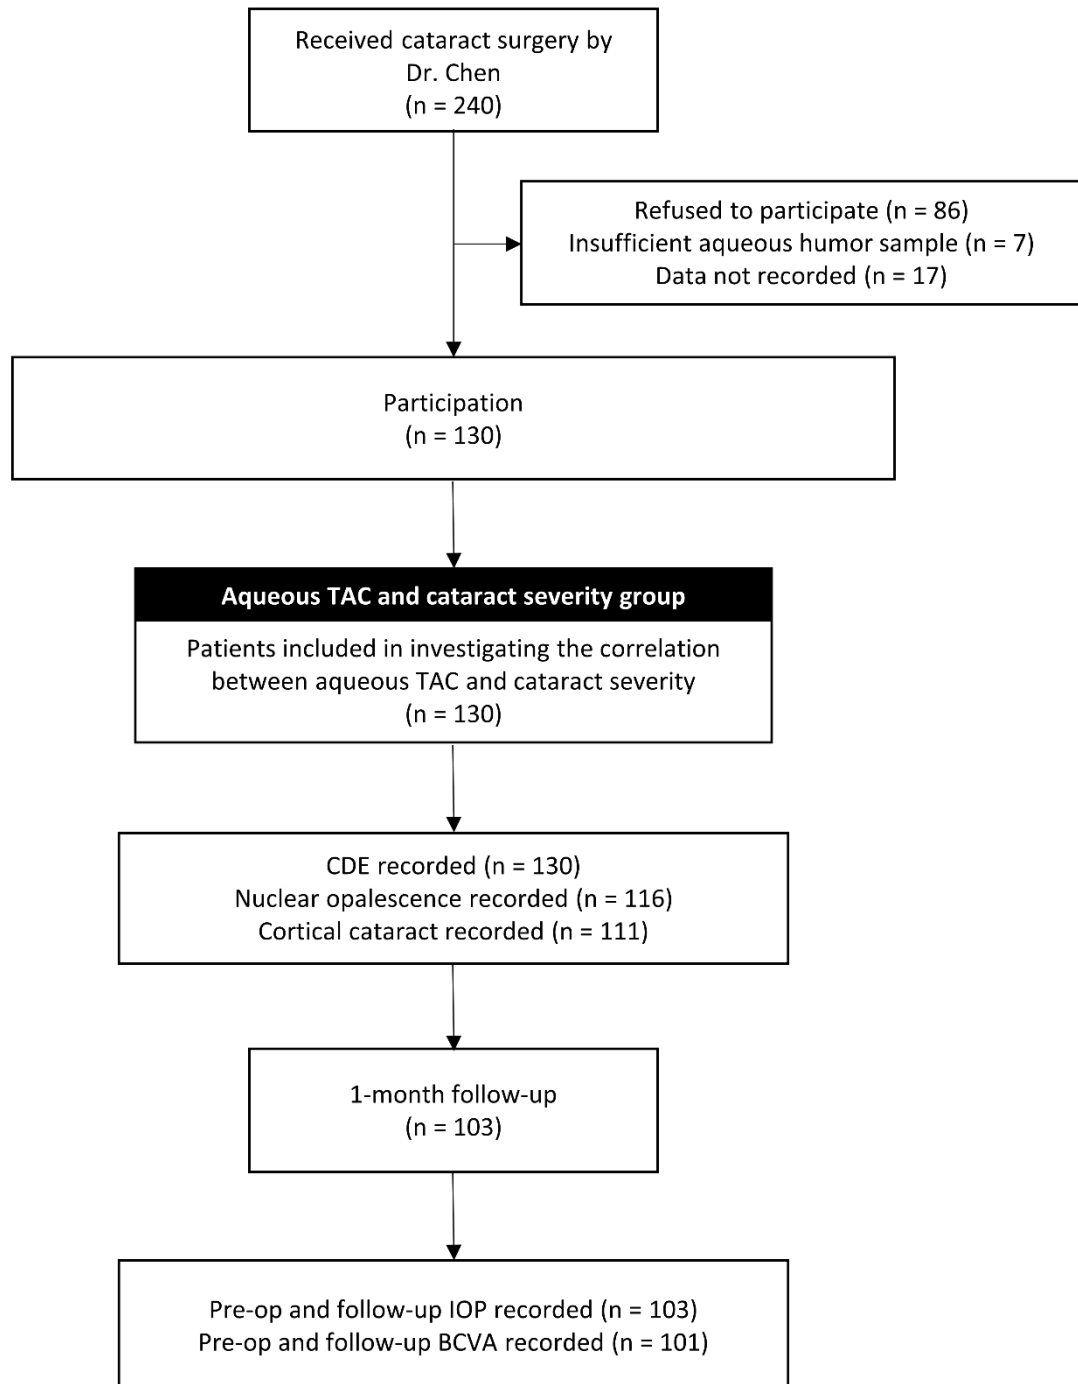 Received cataract surgery by
Dr. Chen
(n = 240)
Refused to participate (n = 86)
Insufficient aqueous humor sample (n = 7)
Data not recorded (n = 17)
Participation
(n = 130)
Aqueous TAC and cataract severity group
Patients included in investigating the correlation
between aqueous TAC and cataract severity
(n = 130)
CDE recorded (n = 130)
Nuclear opalescence recorded (n = 116)
Cortical cataract recorded (n = 111)
1-month follow-up
(n = 103)
Pre-op and follow-up IOP recorded (n = 103)
Pre-op and follow-up BCVA recorded (n = 101)